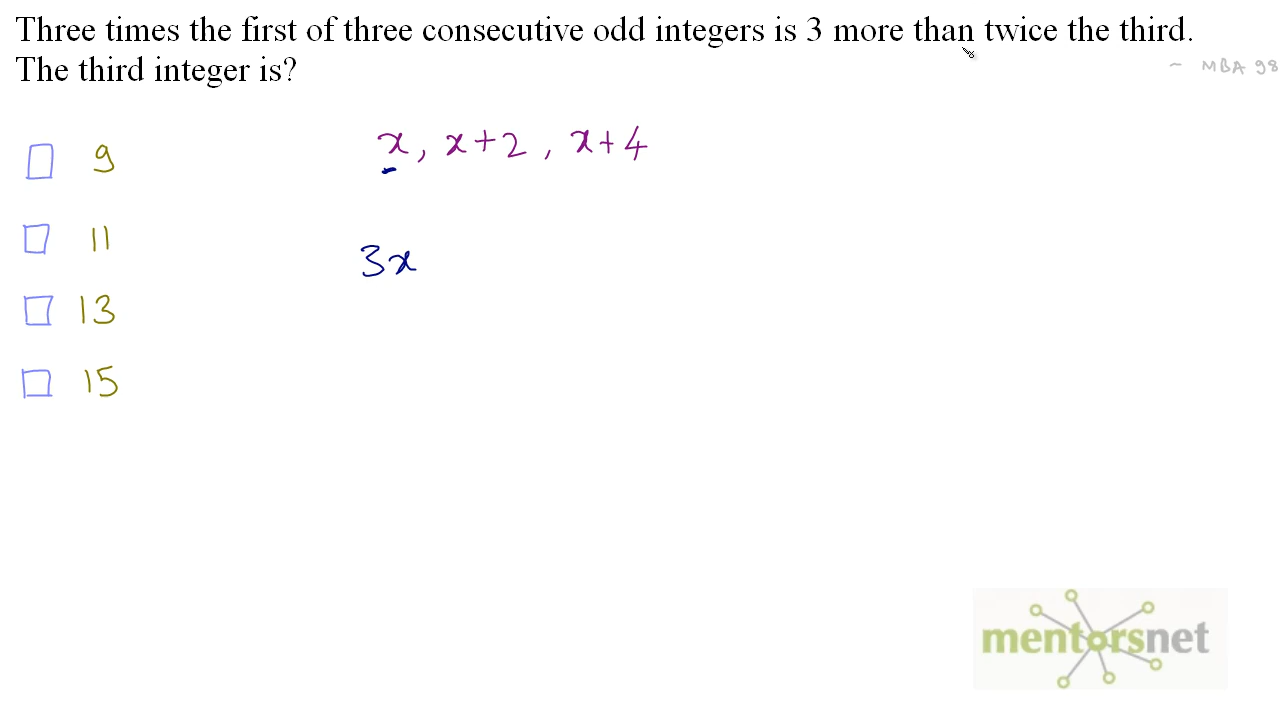 Three times the first of three consecutive odd integers is 3 more than twice the third.
The third integer is?
~ MBA 98
x, x+2, x+4
9
11
3x
13
15
mentorsnet